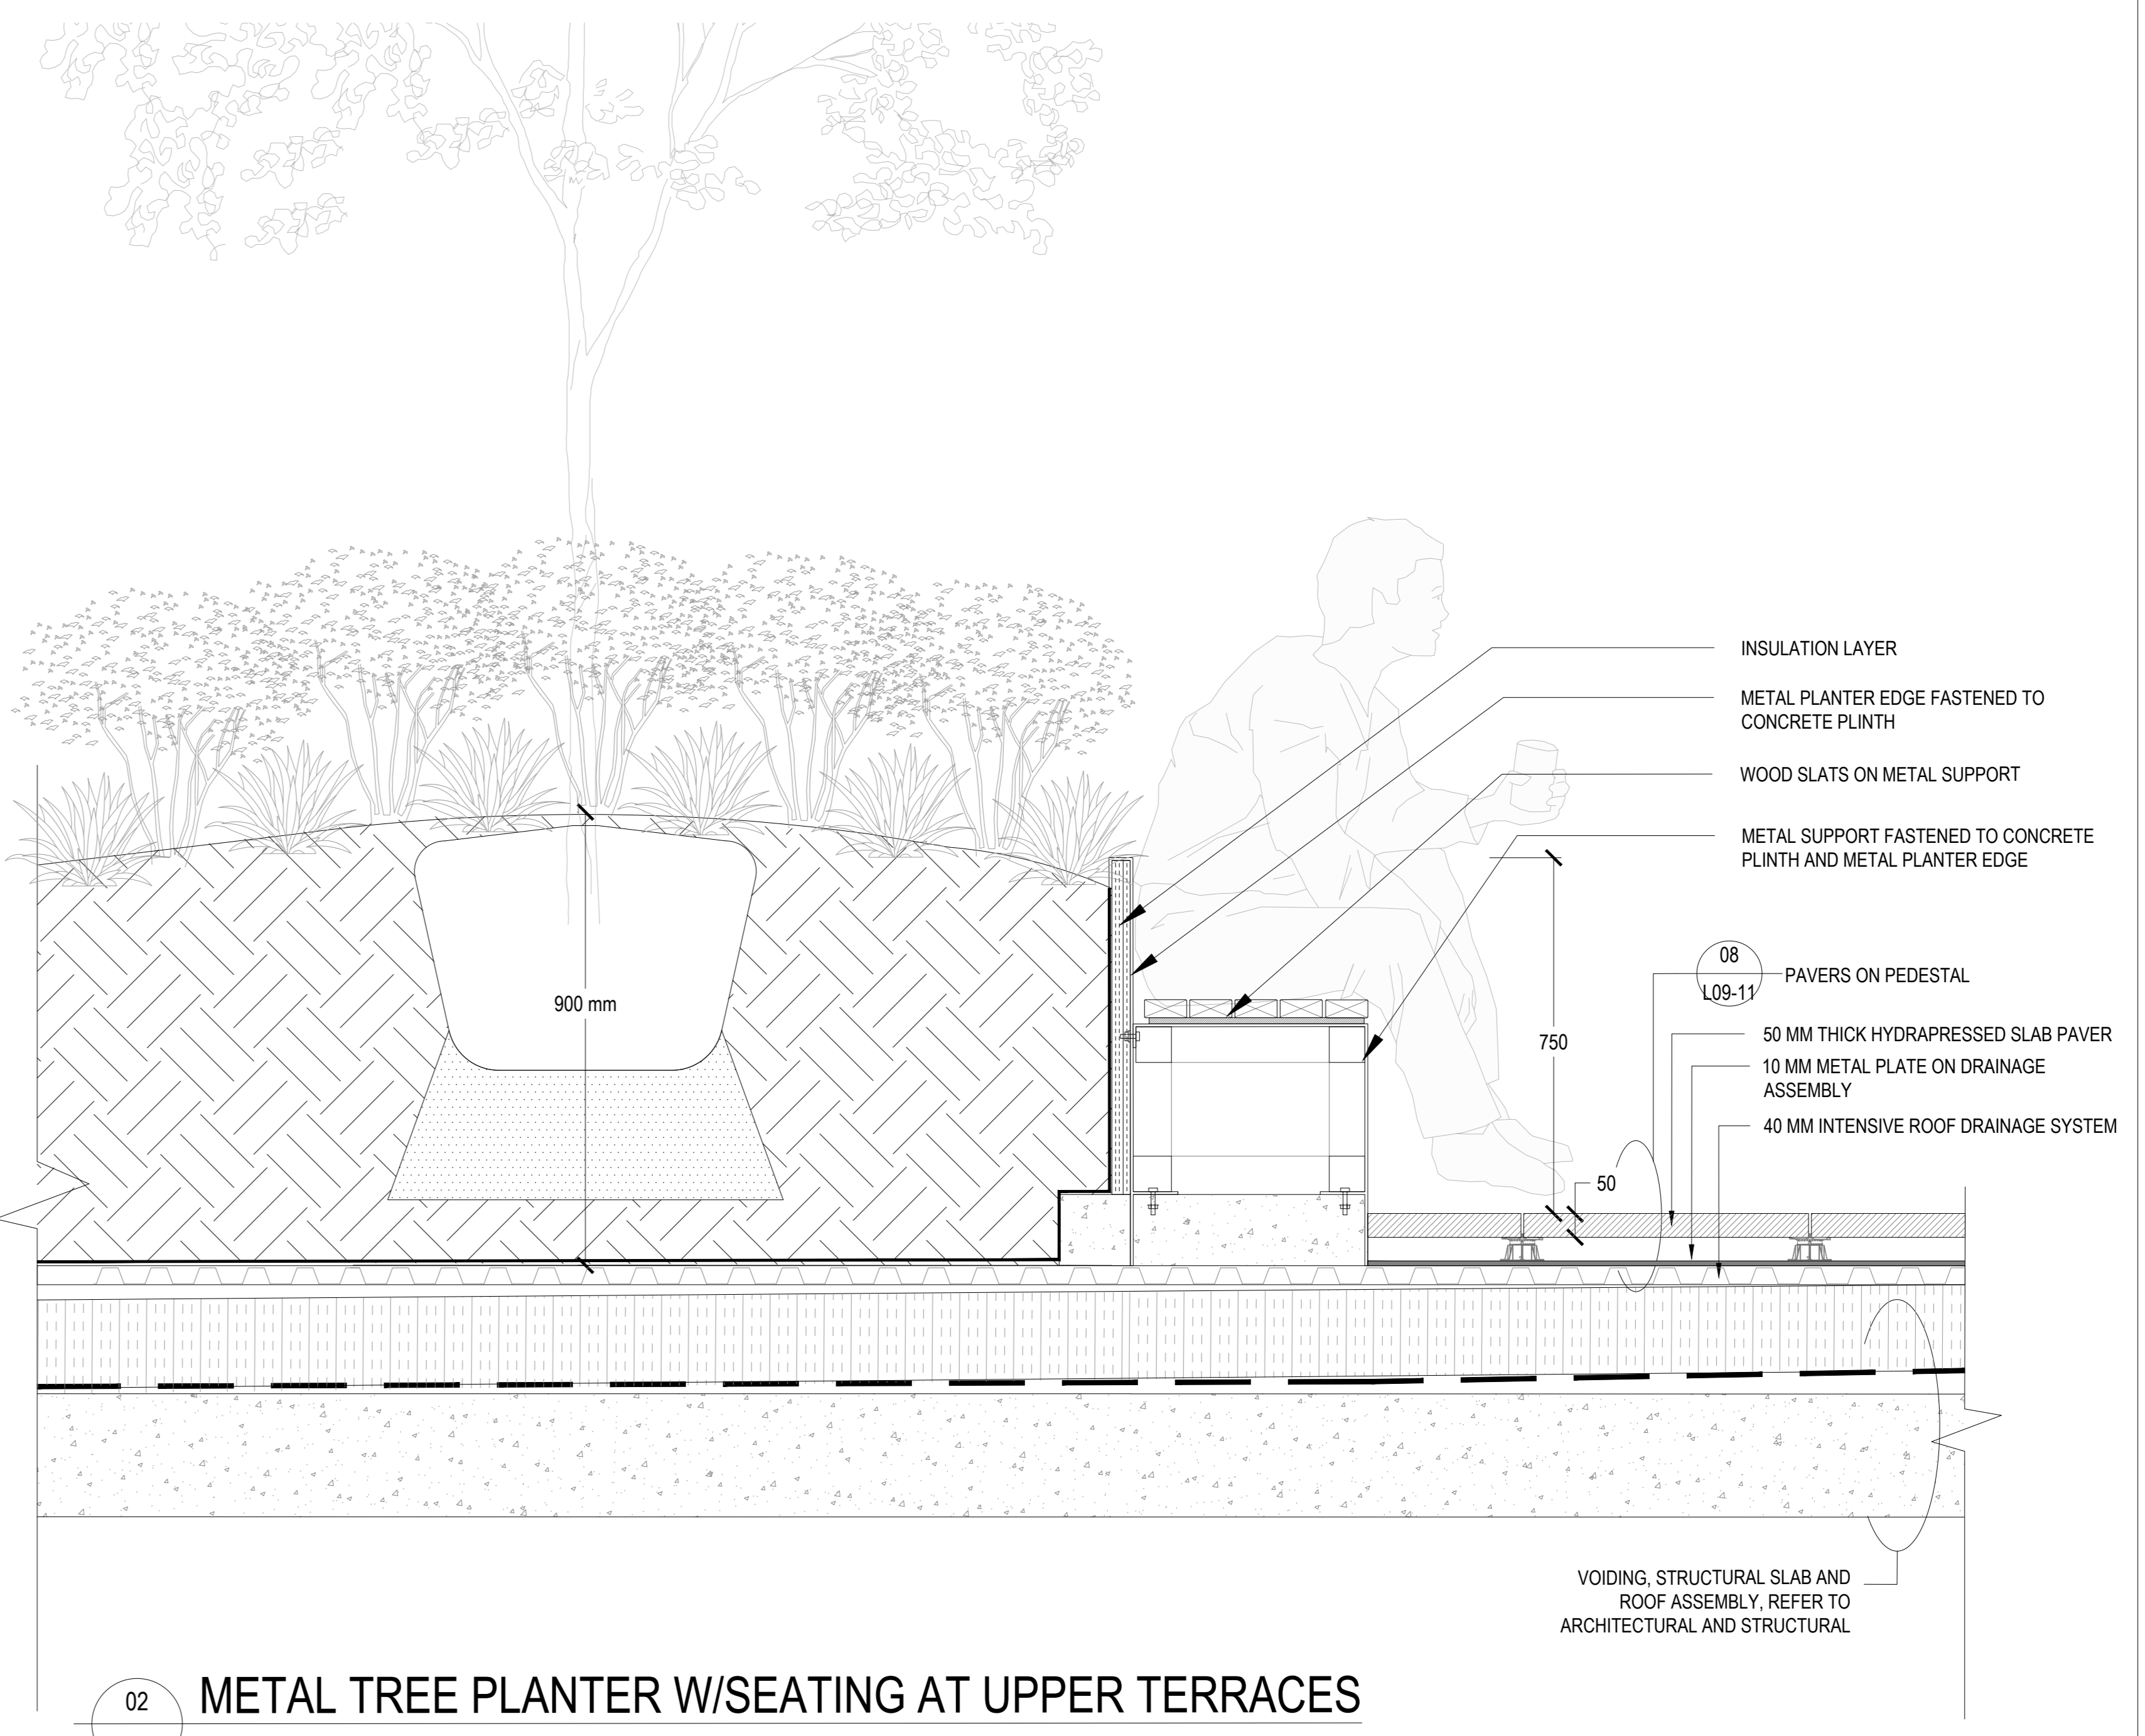 INSULATION LAYER
METAL PLANTER EDGE FASTENED TO
CONCRETE PLINTH
WOOD SLATS ON METAL SUPPORT
METAL SUPPORT FASTENED TO CONCRETE
PLINTH AND METAL PLANTER EDGE
08
L09-11
PAVERS ON PEDESTAL
900 mm
750
50 MM THICK HYDRAPRESSED SLAB PAVER
10 MM METAL PLATE ON DRAINAGE
ASSEMBLY
40 MM INTENSIVE ROOF DRAINAGE SYSTEM
50
VOIDING, STRUCTURAL SLAB AND
ROOF ASSEMBLY, REFER TO
ARCHITECTURAL AND STRUCTURAL
02
METAL TREE PLANTER W/SEATING AT UPPER TERRACES